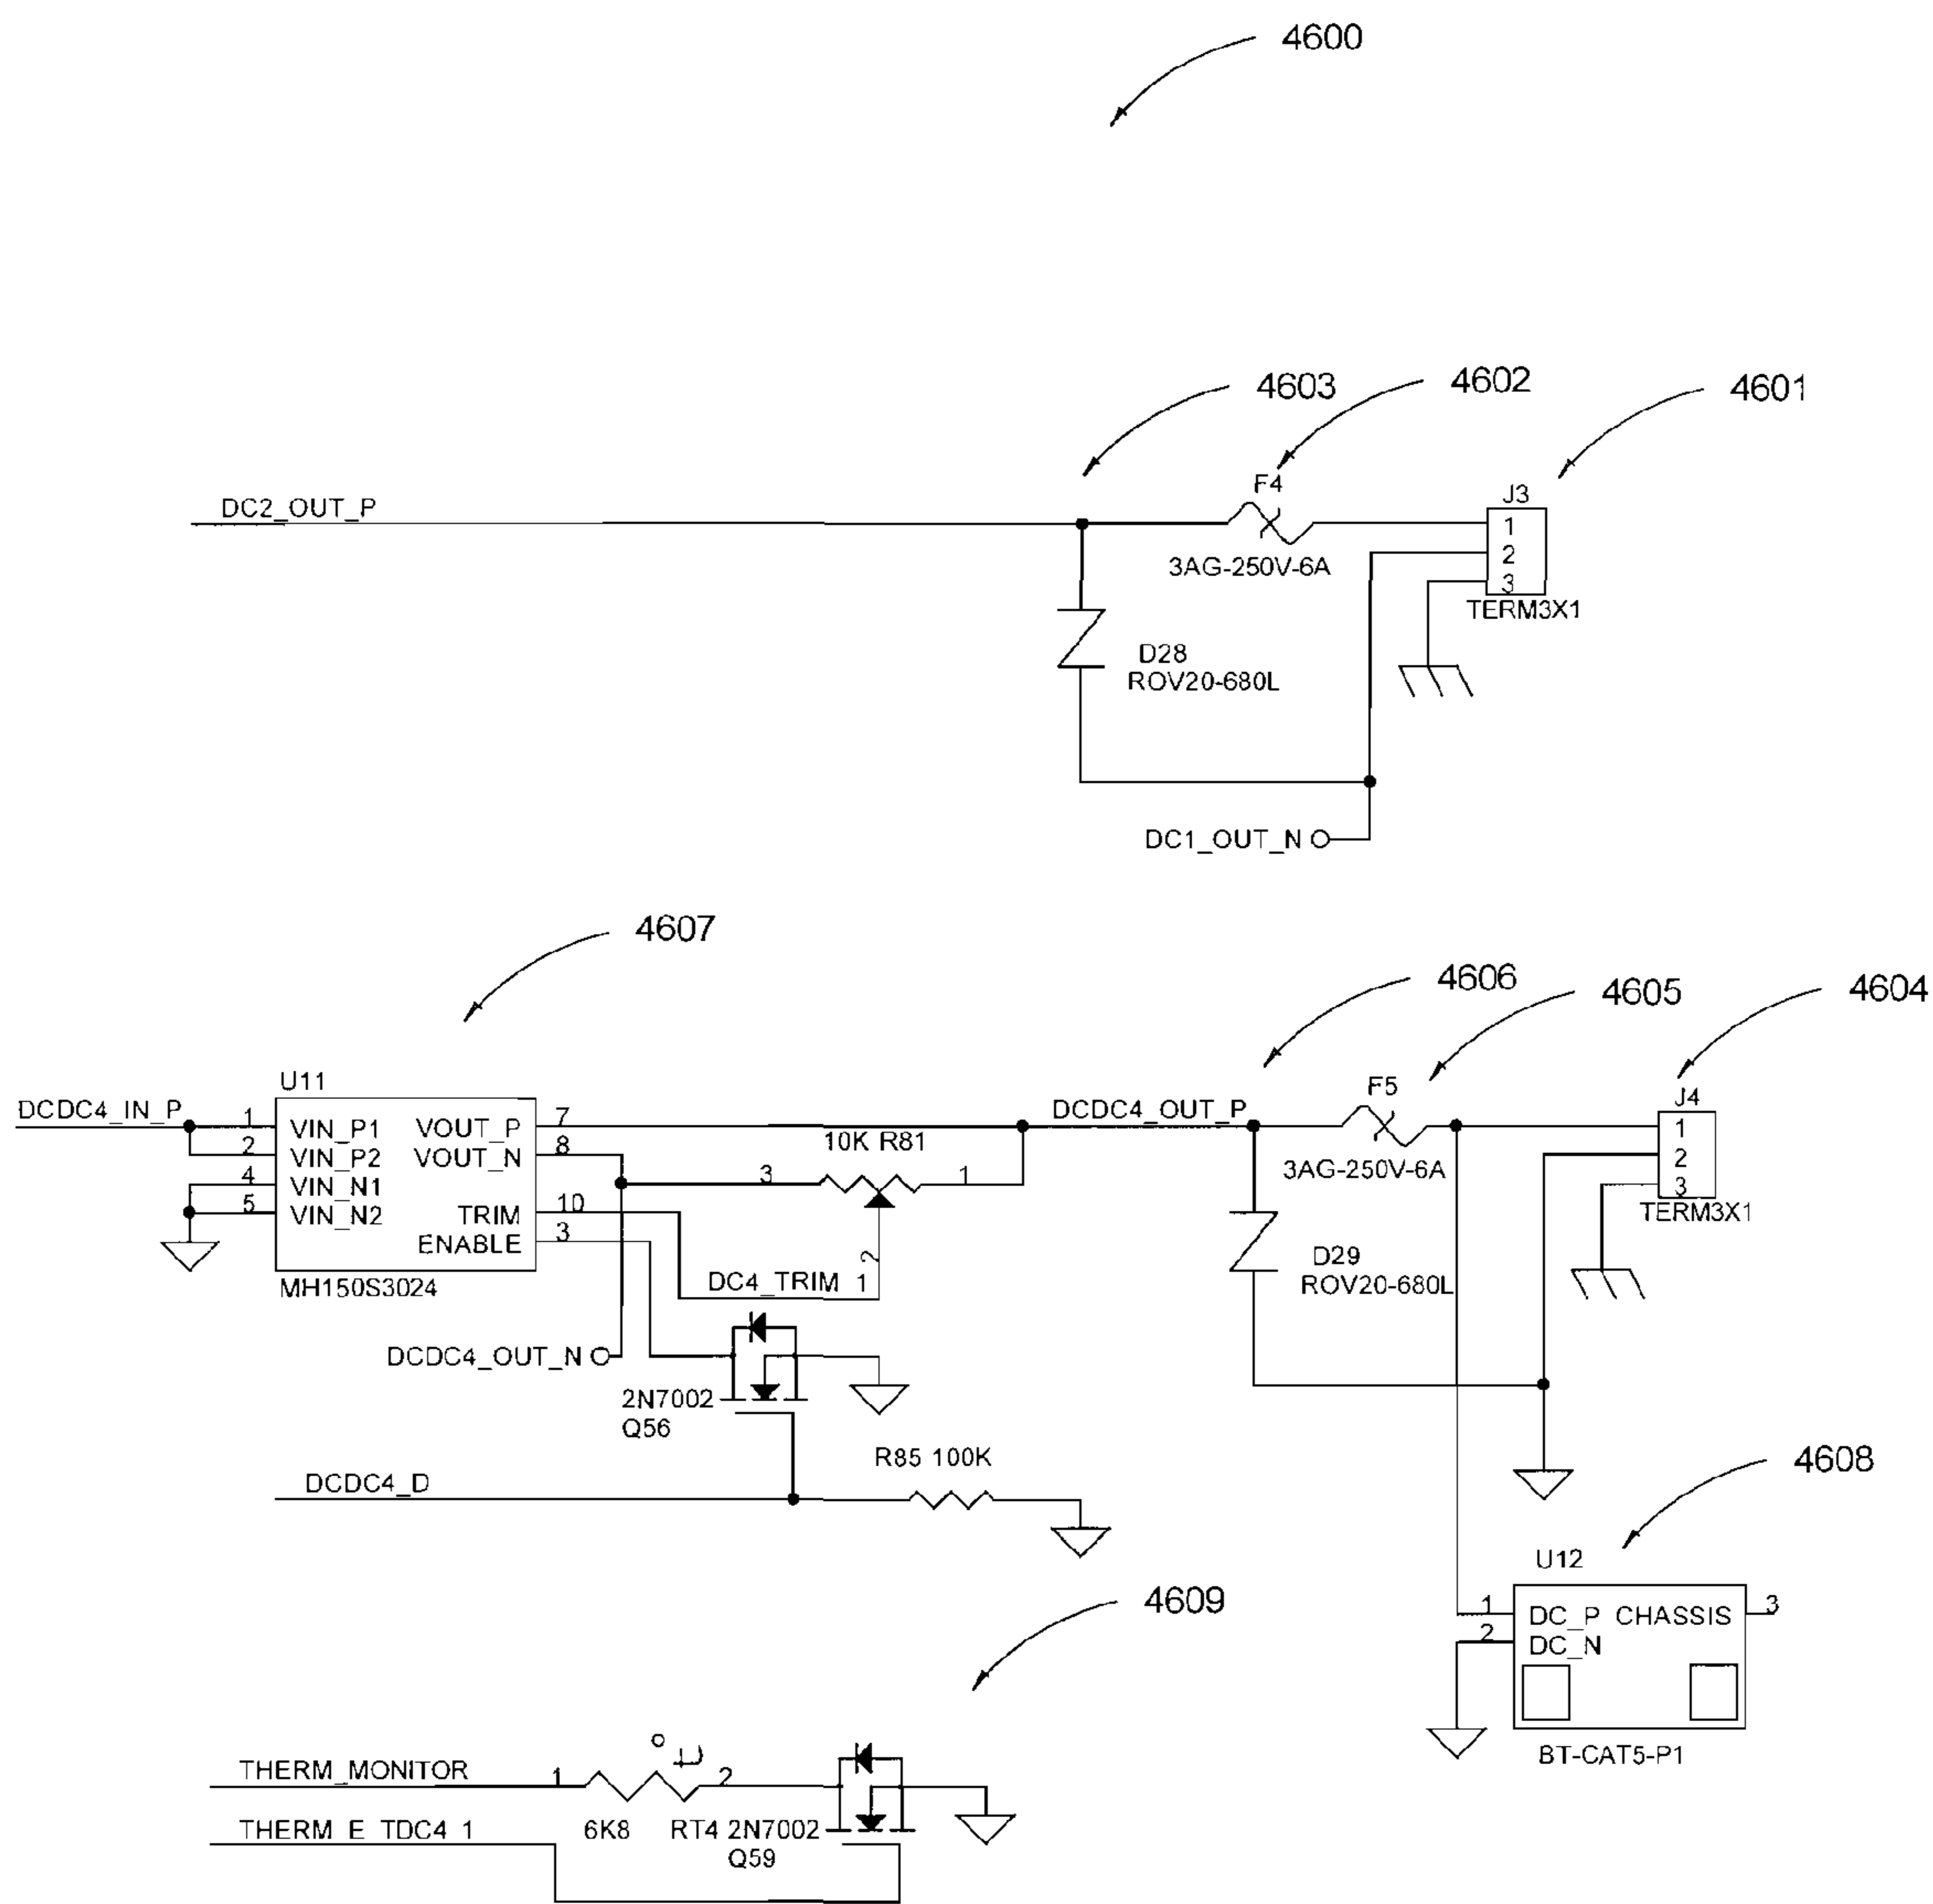 4600
4603
4602
4601
F4
J3
DC2_OUT_P
1
2
3
3AG-250V-6A
TERM3X1
D28
ROV20-680L
DC1_OUT_N
4607
4606
4605
4604
U11
F5
J4
DCDC4_IN_P
1
VIN_P1
VOUT_P
7
DCDC4_OUT_P
1
2
VIN_P2
VOUT_N
8
10K R81
2
4
VIN_N1
3
1
3AG-250V-6A
3
5
VIN_N2
TRIM
10
TERM3X1
ENABLE
3
2
D29
ROV20-680L
MH150S3024
DC4_TRIM_1
DCDC4_OUT_N
2N7002
Q56
R85 100K
DCDC4_D
4608
U12
4609
1
DC_P CHASSIS
3
2
DC_N
BT-CAT5-P1
THERM_MONITOR
1
t°
2
THERM_E_TDC4_1
6K8
RT4 2N7002
Q59